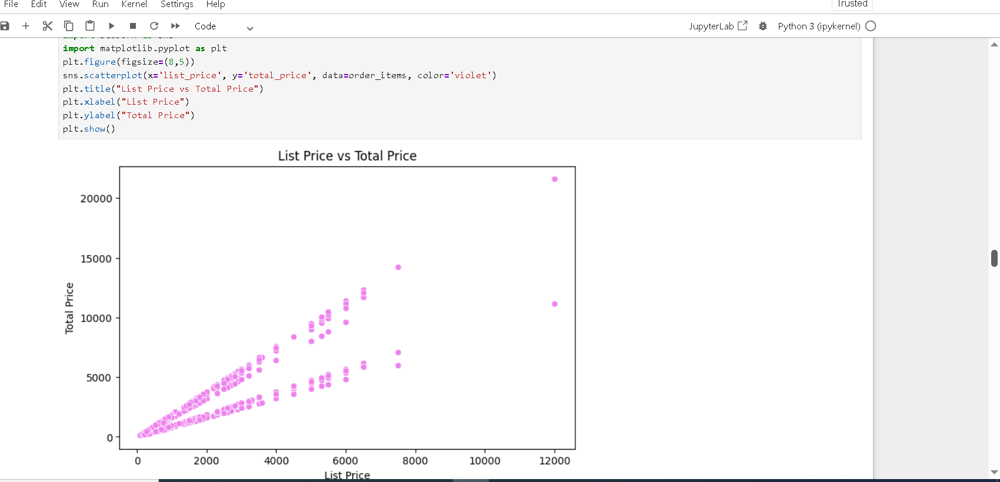 File Edit View Run Kernel Settings Help
Trusted
Code
JupyterLab
Python 3 (ipykernel)
import matplotlib.pyplot as plt
plt.figure(figsize=(8,5))
sns.scatterplot(x='list_price', y='total_price', data=order_items, color='violet')
plt.title("List Price vs Total Price")
plt.xlabel("List Price")
plt.ylabel("Total Price")
plt.show()
List Price vs Total Price
20000
15000
10000
5000
0
Total Price
0 2000 4000 6000 8000 10000 12000
List Price